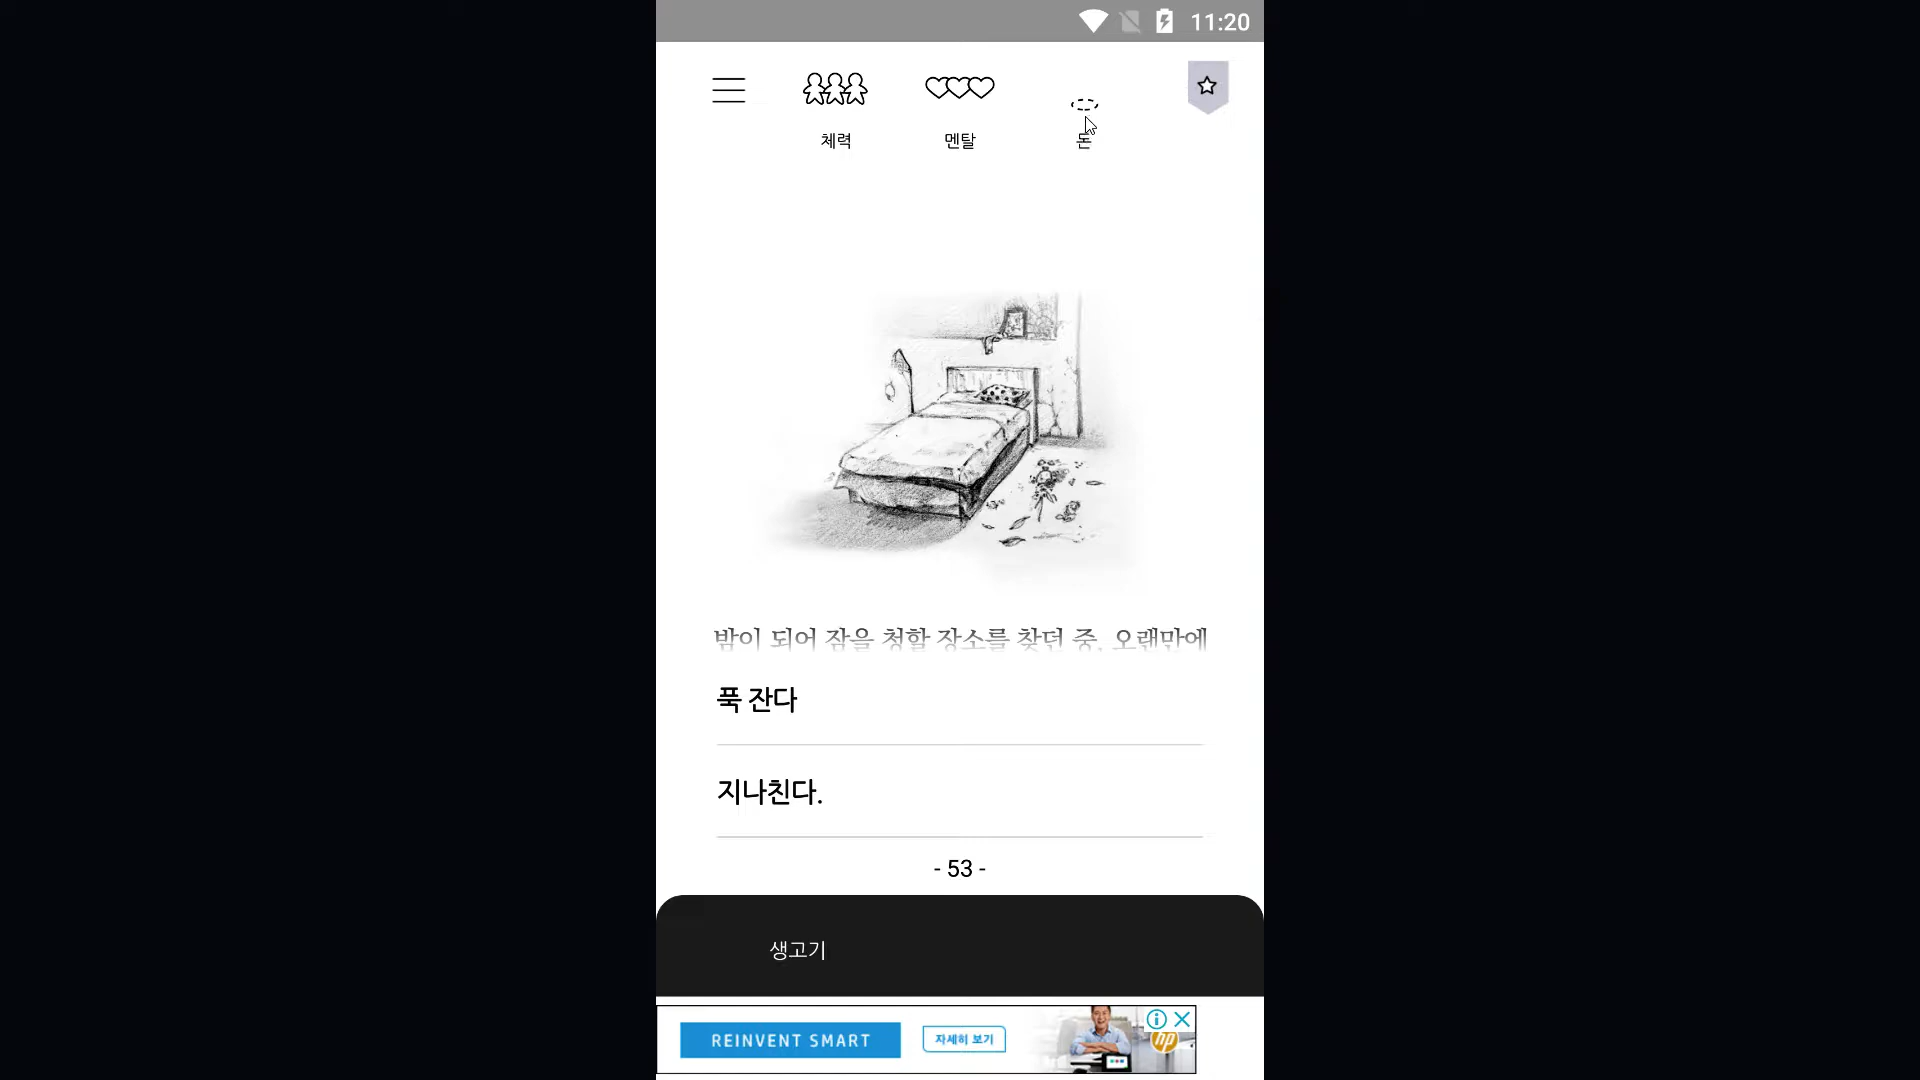 11:20
체력 멘탈 돈
밤이 되어 잠을 청할 장소를 찾던 중, 오랜만에
푹 잔다
지나친다.
- 53 -
생고기
REINVENT SMART 자세히 보기 hp